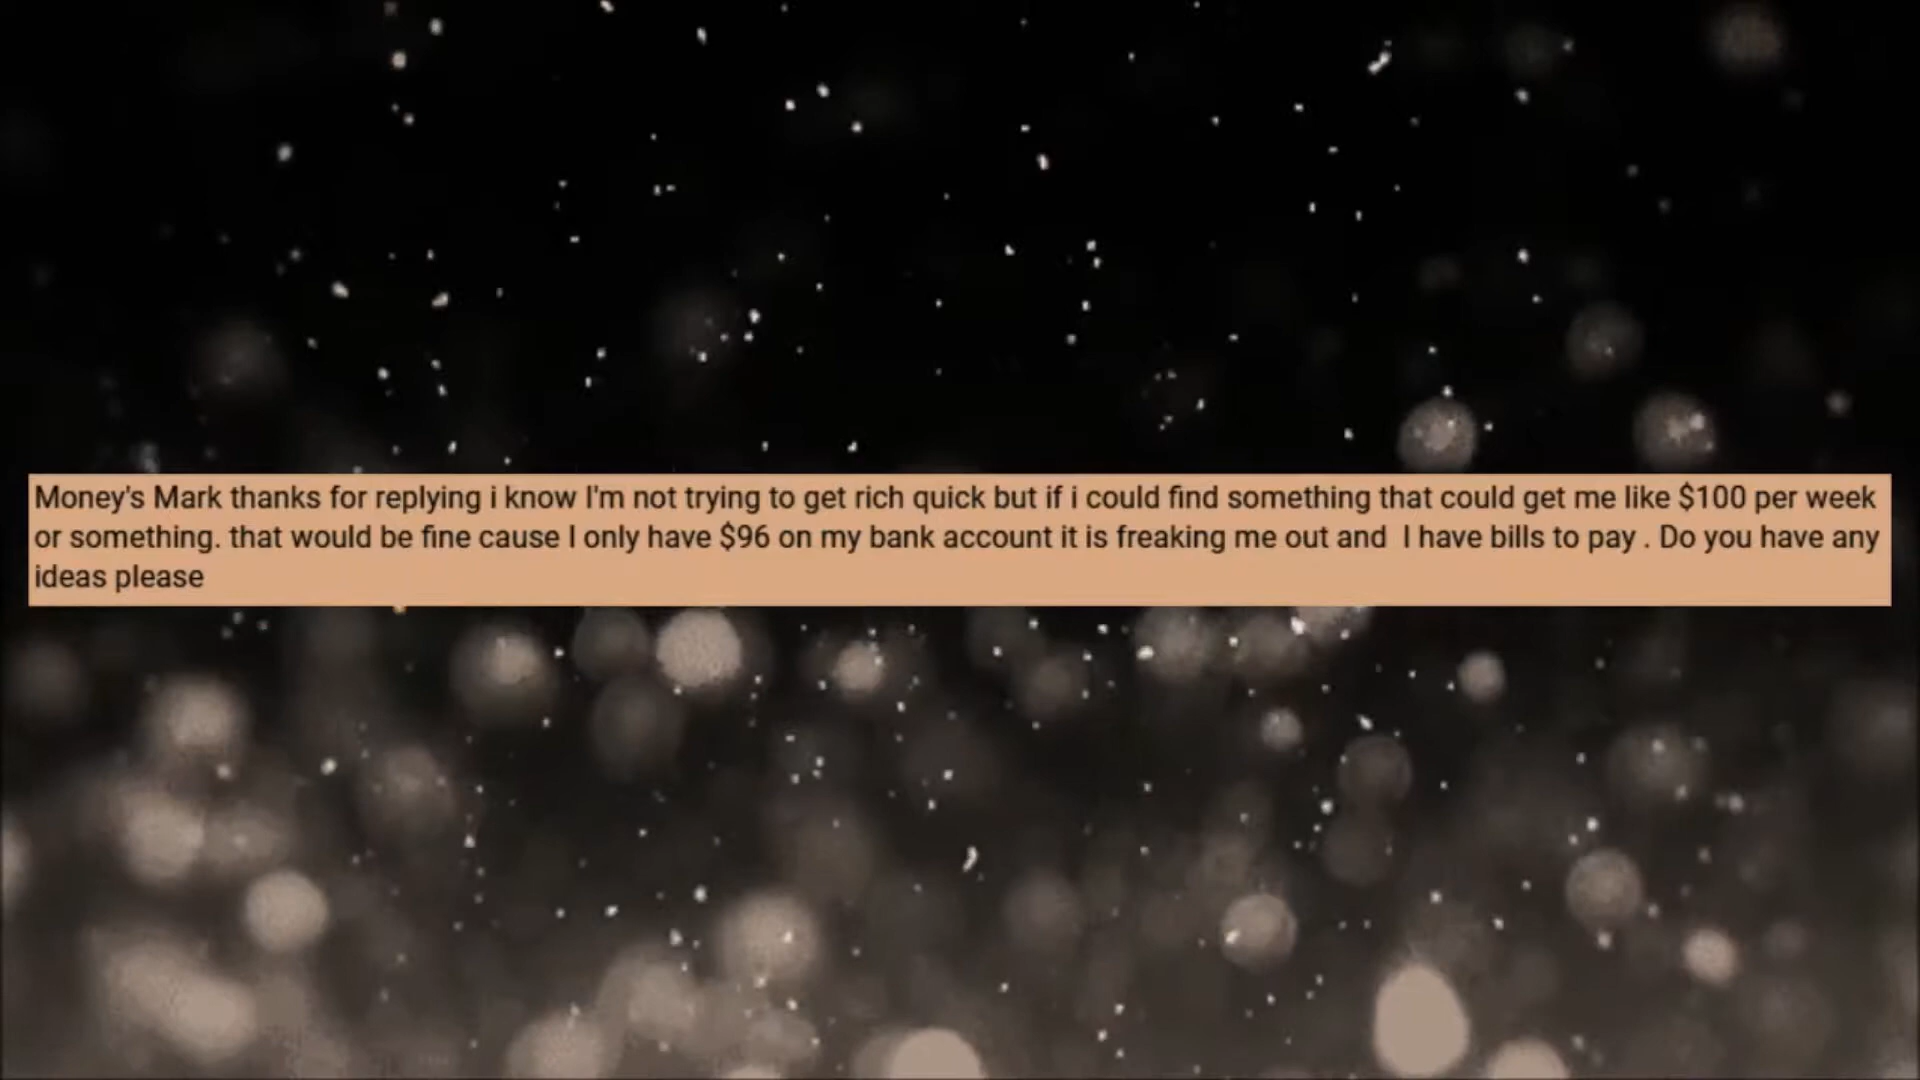 Money's Mark thanks for replying i know I'm not trying to get rich quick but if i could find something that could get me like $100 per week
or something. that would be fine cause I only have $96 on my bank account it is freaking me out and  I have bills to pay . Do you have any
ideas please